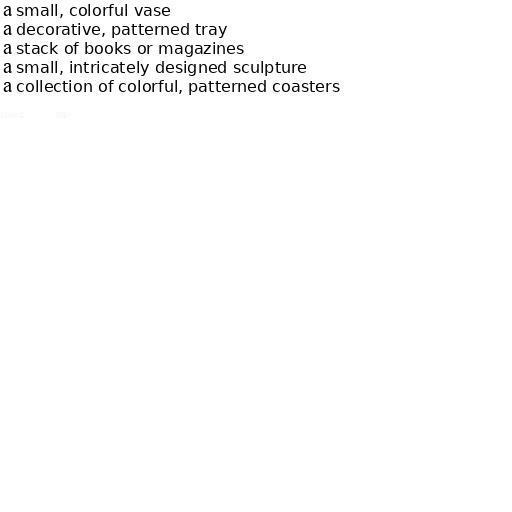 a small, colorful vase
a decorative, patterned tray
a stack of books or magazines
a small, intricately designed sculpture
a collection of colorful, patterned coasters